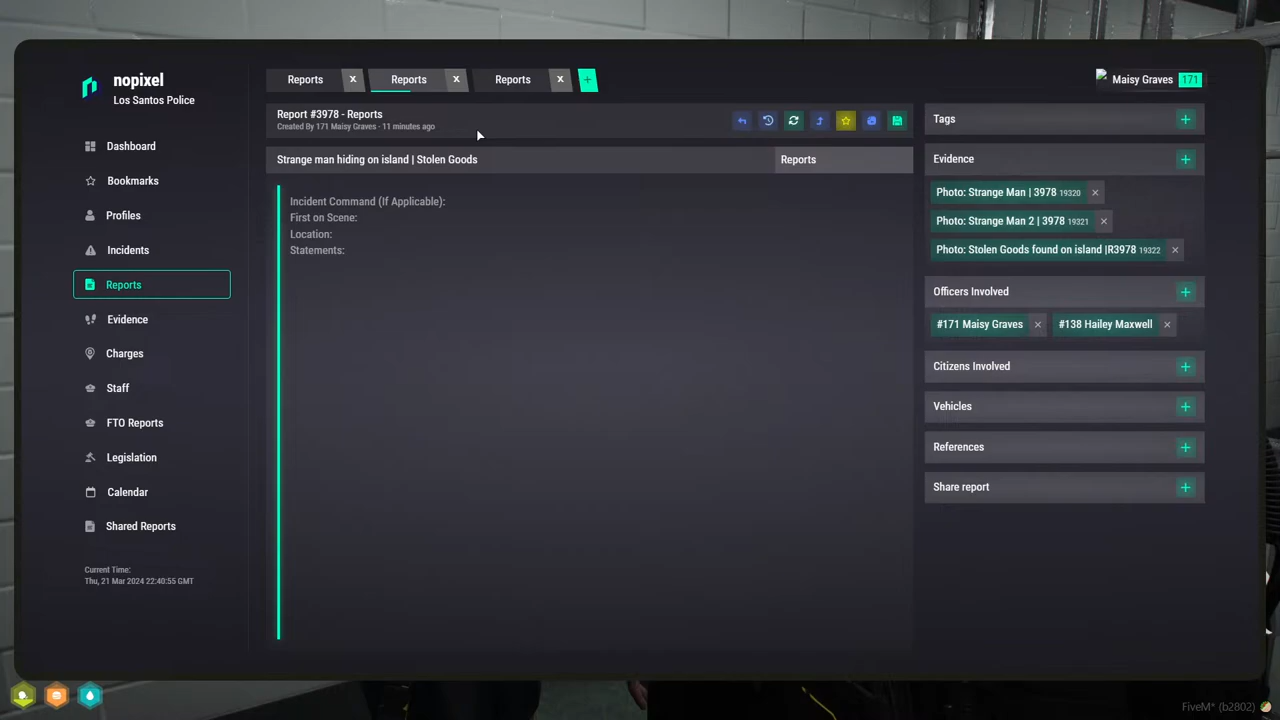 nopixel
Los Santos Police
Dashboard
Bookmarks
Profiles
Incidents
Reports
Evidence
Charges
Staff
FTO Reports
Legislation
Calendar
Shared Reports
Current Time:
Thu, 21 Mar 2024 22:40:55 GMT
Reports x Reports x Reports x +
Report #3978 - Reports
Created By 171 Maisy Graves - 11 minutes ago
Strange man hiding on island | Stolen Goods
Reports
Incident Command (If Applicable):
First on Scene:
Location:
Statements:
Maisy Graves 171
Tags +
Evidence +
Photo: Strange Man | 3978 19320 ×
Photo: Strange Man 2 | 3978 19321 ×
Photo: Stolen Goods found on island |R3978 19322 ×
Officers Involved +
#171 Maisy Graves × #138 Hailey Maxwell ×
Citizens Involved +
Vehicles +
References +
Share report +
FiveM* (b2802)